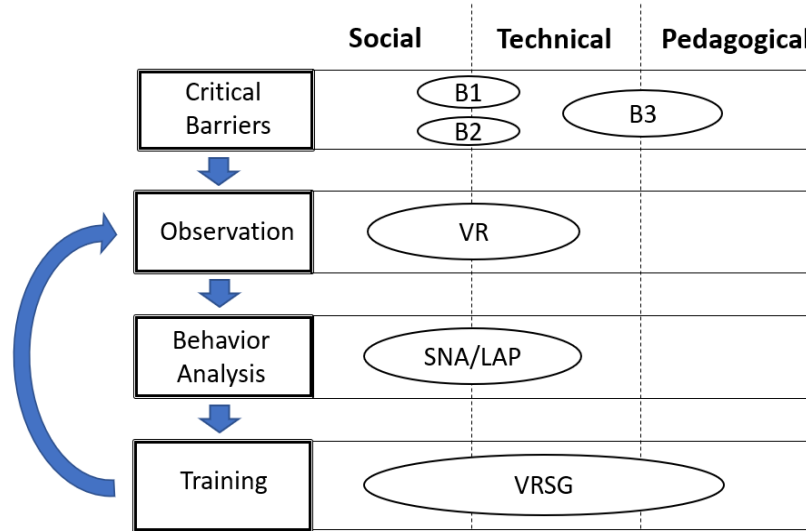 Social Technical Pedagogical
Critical
Barriers
B1
B2
B3
Observation
VR
Behavior
Analysis
SNA/LAP
Training
VRSG